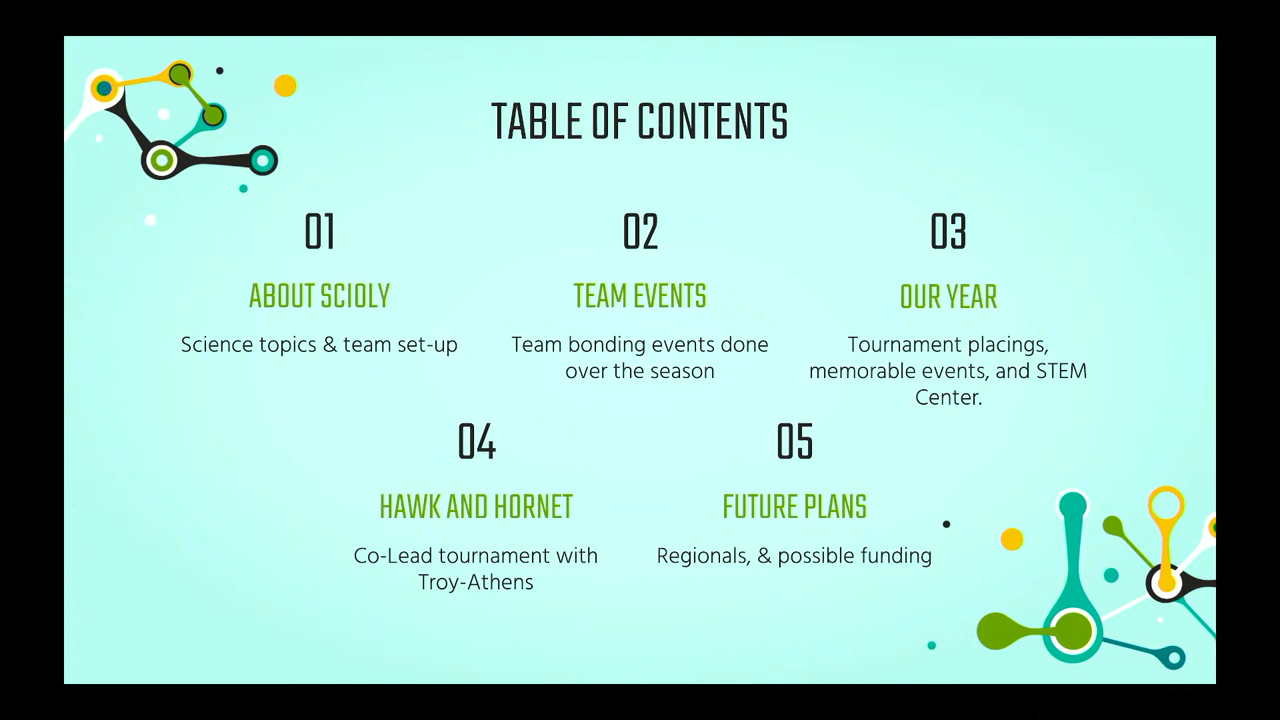 TABLE OF CONTENTS
01
ABOUT SCIOLY
Science topics & team set-up
02
TEAM EVENTS
Team bonding events done
over the season
03
OUR YEAR
Tournament placings,
memorable events, and STEM
Center.
04
HAWK AND HORNET
Co-Lead tournament with
Troy-Athens
05
FUTURE PLANS
Regionals, & possible funding